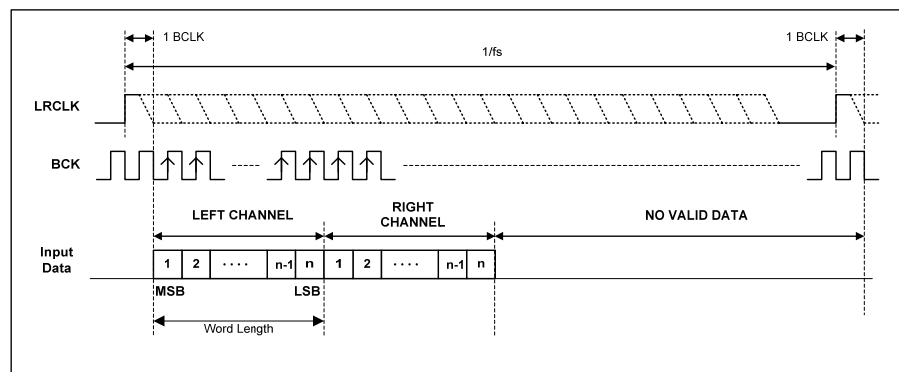 1 BCLK
1 BCLK
1/fs
LRCLK
BCK
LEFT CHANNEL
RIGHT
CHANNEL
NO VALID DATA
Input
Data
1 2 ···· n-1 n 1 2 ···· n-1 n
MSB
LSB
Word Length